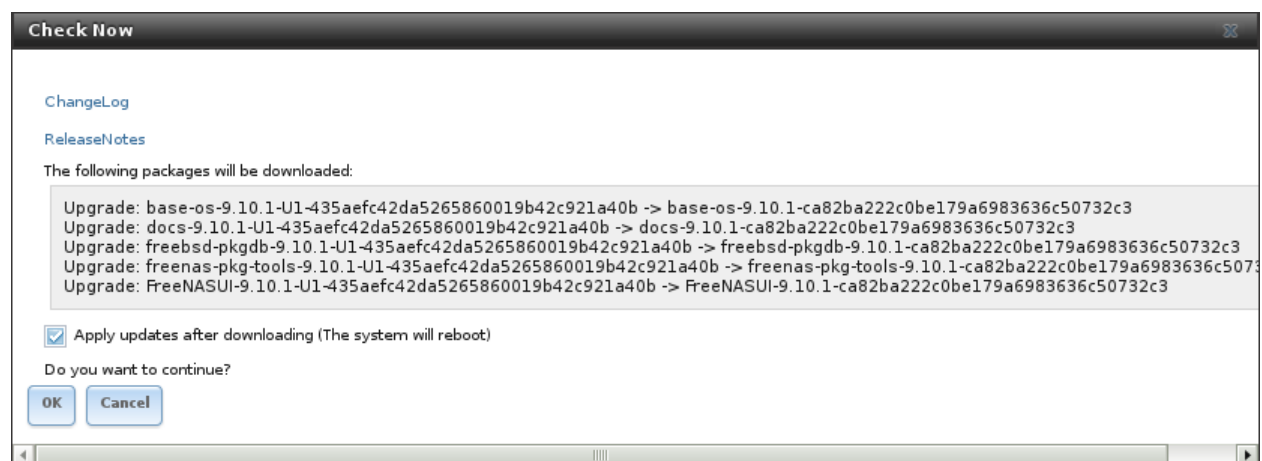 Check Now
ChangeLog
ReleaseNotes
The following packages will be downloaded:
Upgrade: base-os-9.10.1-U1-435aefc42da5265860019b42c921a40b -> base-os-9.10.1-ca82ba222c0be179a6983636c50732c3
Upgrade: docs-9.10.1-U1-435aefc42da5265860019b42c921a40b -> docs-9.10.1-ca82ba222c0be179a6983636c50732c3
Upgrade: freebsd-pkgdb-9.10.1-U1-435aefc42da5265860019b42c921a40b -> freebsd-pkgdb-9.10.1-ca82ba222c0be179a6983636c50732c3
Upgrade: freenas-pkg-tools-9.10.1-U1-435aefc42da5265860019b42c921a40b -> freenas-pkg-tools-9.10.1-ca82ba222c0be179a6983636c5073
Upgrade: FreeNASUI-9.10.1-U1-435aefc42da5265860019b42c921a40b -> FreeNASUI-9.10.1-ca82ba222c0be179a6983636c50732c3
Apply updates after downloading (The system will reboot)
Do you want to continue?
OK Cancel